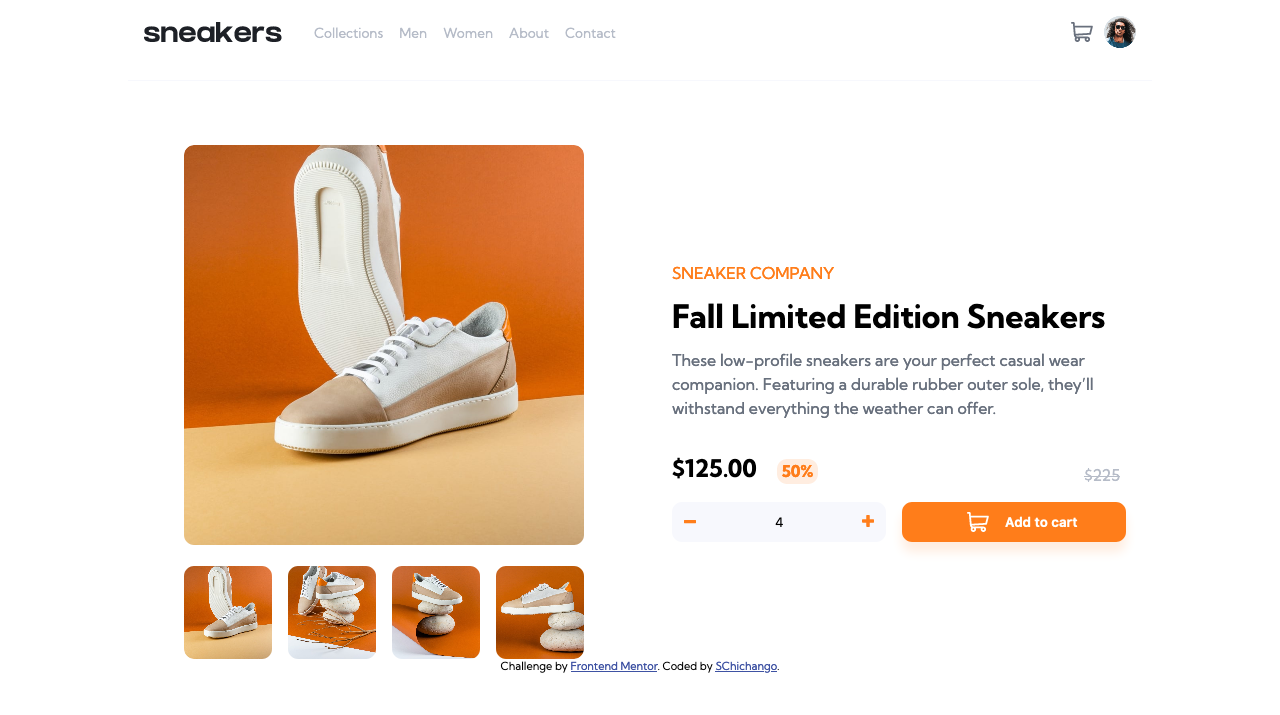 sneakers
Collections Men Women About Contact
SNEAKER COMPANY
Fall Limited Edition Sneakers
These low-profile sneakers are your perfect casual wear
companion. Featuring a durable rubber outer sole, they’ll
withstand everything the weather can offer.
$125.00 50% $225
4 Add to cart
Challenge by Frontend Mentor. Coded by SChichango.